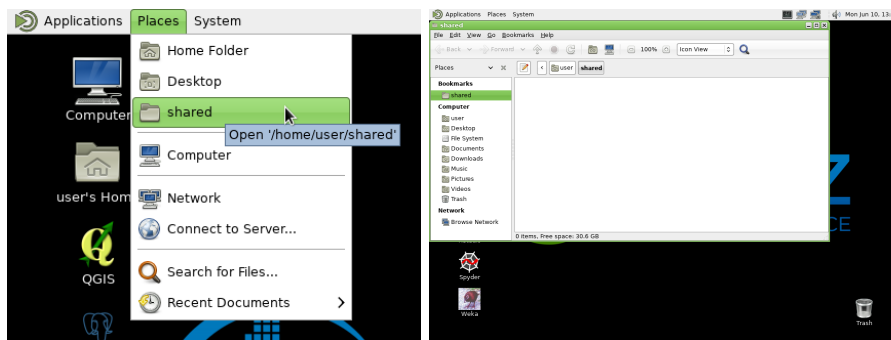 Applications Places System
Home Folder
Desktop
shared
Open '/home/user/shared'
Computer
Network
Connect to Server...
Search for Files...
Recent Documents
Computer
user's Hom
QGIS
Applications Places System
Mon Jun 10, 13:
shared
File Edit View Go Bookmarks Help
Back Forward 100% Icon View
Places
user shared
Bookmarks
shared
Computer
user
Desktop
File System
Documents
Downloads
Music
Pictures
Videos
Trash
Network
Browse Network
0 items, Free space: 30.6 GB
Z
CE
Spyder
Weka
Trash